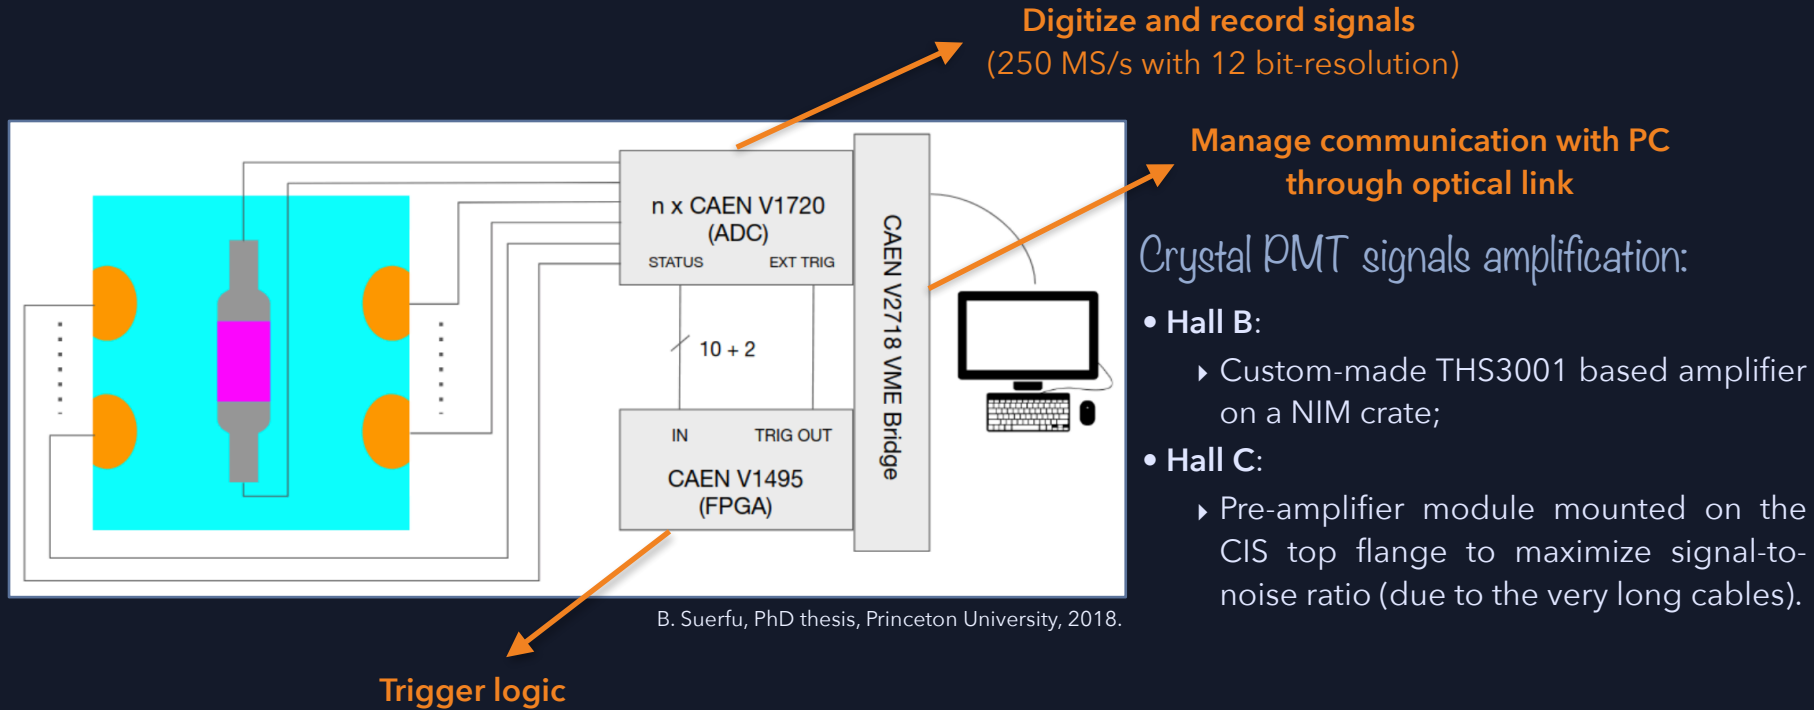 Digitize and record signals
(250 MS/s with 12 bit-resolution)
Manage communication with PC
through optical link
n x CAEN V1720
(ADC)
STATUS EXT TRIG
CAEN V2718 VME Bridge
10 + 2
IN TRIG OUT
CAEN V1495
(FPGA)
B. Suerfu, PhD thesis, Princeton University, 2018.
Trigger logic
Crystal PMT signals amplification:
• Hall B:
▸ Custom-made THS3001 based amplifier
on a NIM crate;
• Hall C:
▸ Pre-amplifier module mounted on the
CIS top flange to maximize signal-to-
noise ratio (due to the very long cables).